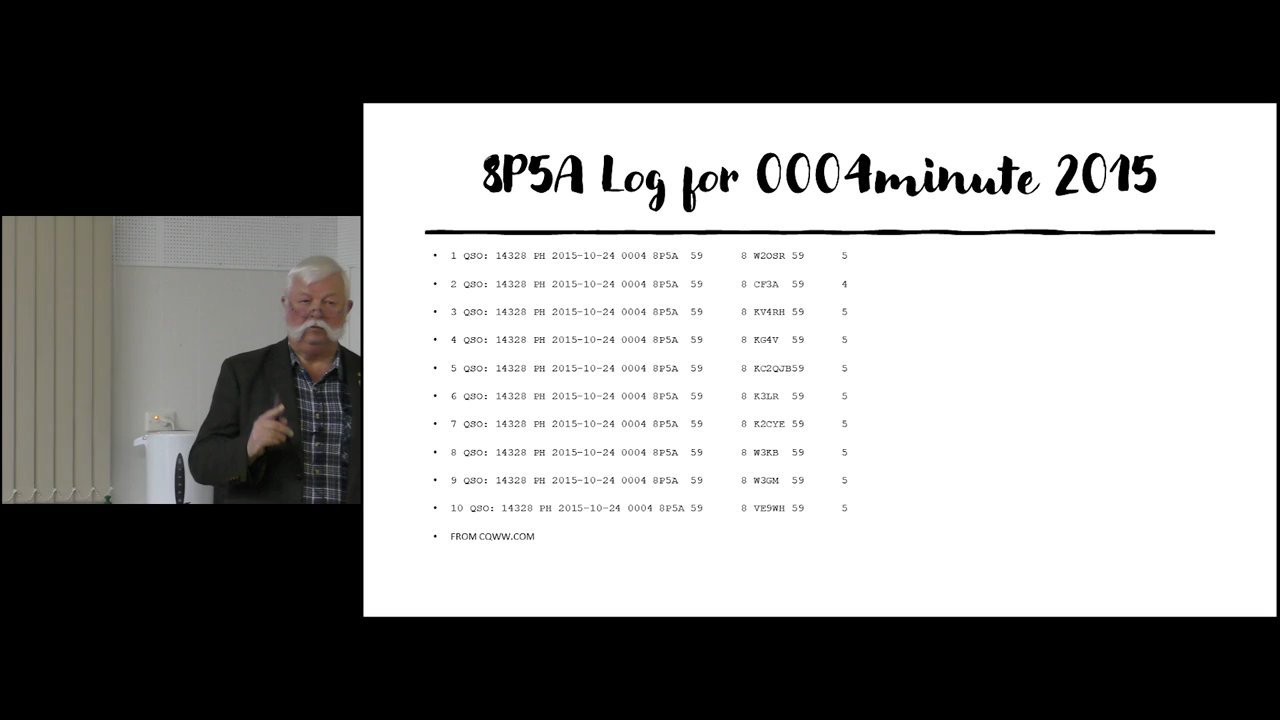 8P5A Log for 0004minute 2015
• 1 QSO: 14328 PH 2015-10-24 0004 8P5A 59 8 W2OSR 59 5
• 2 QSO: 14328 PH 2015-10-24 0004 8P5A 59 8 CF3A 59 4
• 3 QSO: 14328 PH 2015-10-24 0004 8P5A 59 8 KV4RH 59 5
• 4 QSO: 14328 PH 2015-10-24 0004 8P5A 59 8 KG4V 59 5
• 5 QSO: 14328 PH 2015-10-24 0004 8P5A 59 8 KC2QJB59 5
• 6 QSO: 14328 PH 2015-10-24 0004 8P5A 59 8 K3LR 59 5
• 7 QSO: 14328 PH 2015-10-24 0004 8P5A 59 8 K2CYE 59 5
• 8 QSO: 14328 PH 2015-10-24 0004 8P5A 59 8 W3KB 59 5
• 9 QSO: 14328 PH 2015-10-24 0004 8P5A 59 8 W3GM 59 5
• 10 QSO: 14328 PH 2015-10-24 0004 8P5A 59 8 VE9WH 59 5
• FROM CQWW.COM